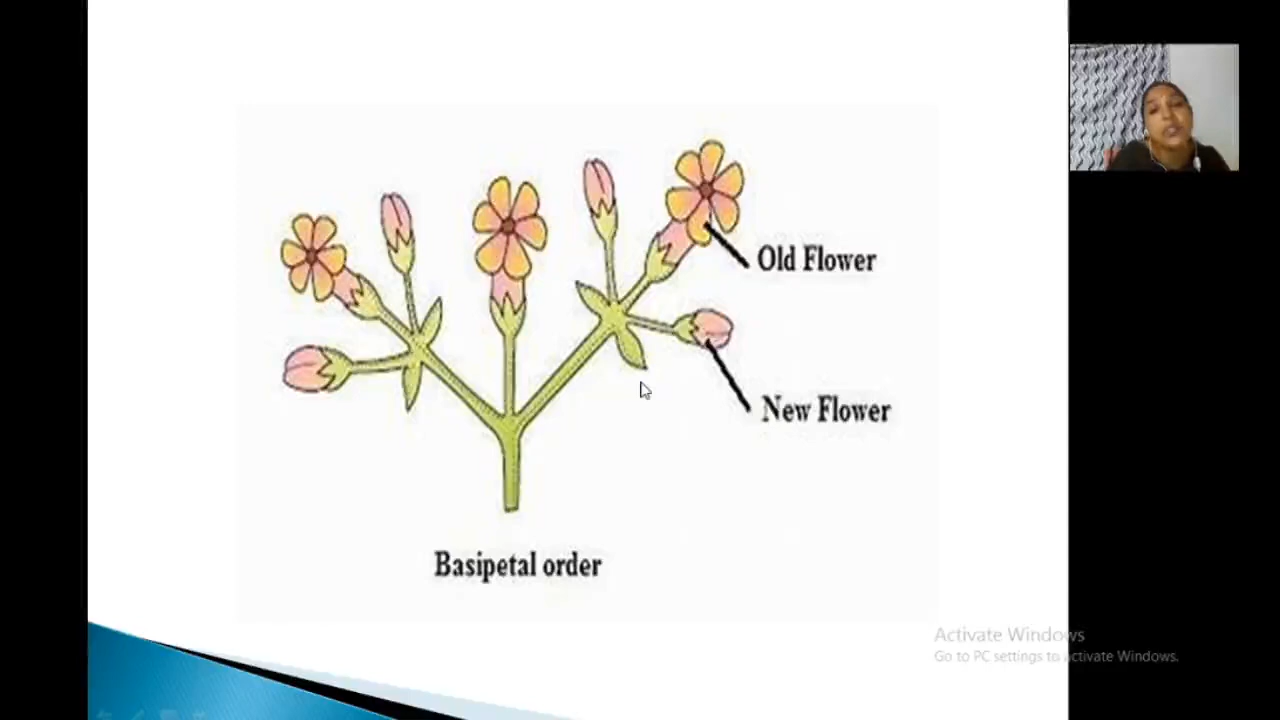 Old Flower
New Flower
Basipetal order
Activate Windows
Go to PC settings to activate Windows.